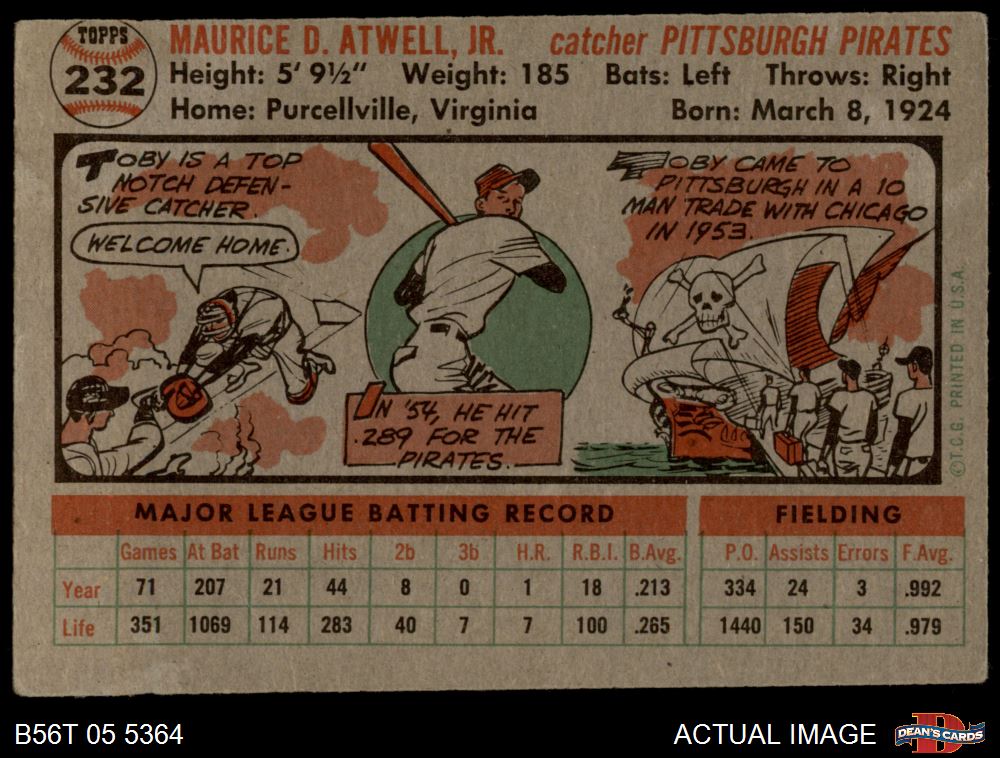 TOPPS
232
MAURICE D. ATWELL, JR. catcher PITTSBURGH PIRATES
Height: 5' 9½" Weight: 185 Bats: Left Throws: Right
Home: Purcellville, Virginia Born: March 8, 1924
TOBY IS A TOP
NOTCH DEFEN-
SIVE CATCHER.
WELCOME HOME.
IN '54, HE HIT
.289 FOR THE
PIRATES.
TOBY CAME TO
PITTSBURGH IN A 10
MAN TRADE WITH CHICAGO
IN 1953.
©T.C.G. PRINTED IN U.S.A.
MAJOR LEAGUE BATTING RECORD FIELDING
Games At Bat Runs Hits 2b 3b H.R. R.B.I. B.Avg. P.O. Assists Errors F.Avg.
Year 71 207 21 44 8 0 1 18 .213 334 24 3 .992
Life 351 1069 114 283 40 7 7 100 .265 1440 150 34 .979
B56T 05 5364 ACTUAL IMAGE DEAN'S CARDS